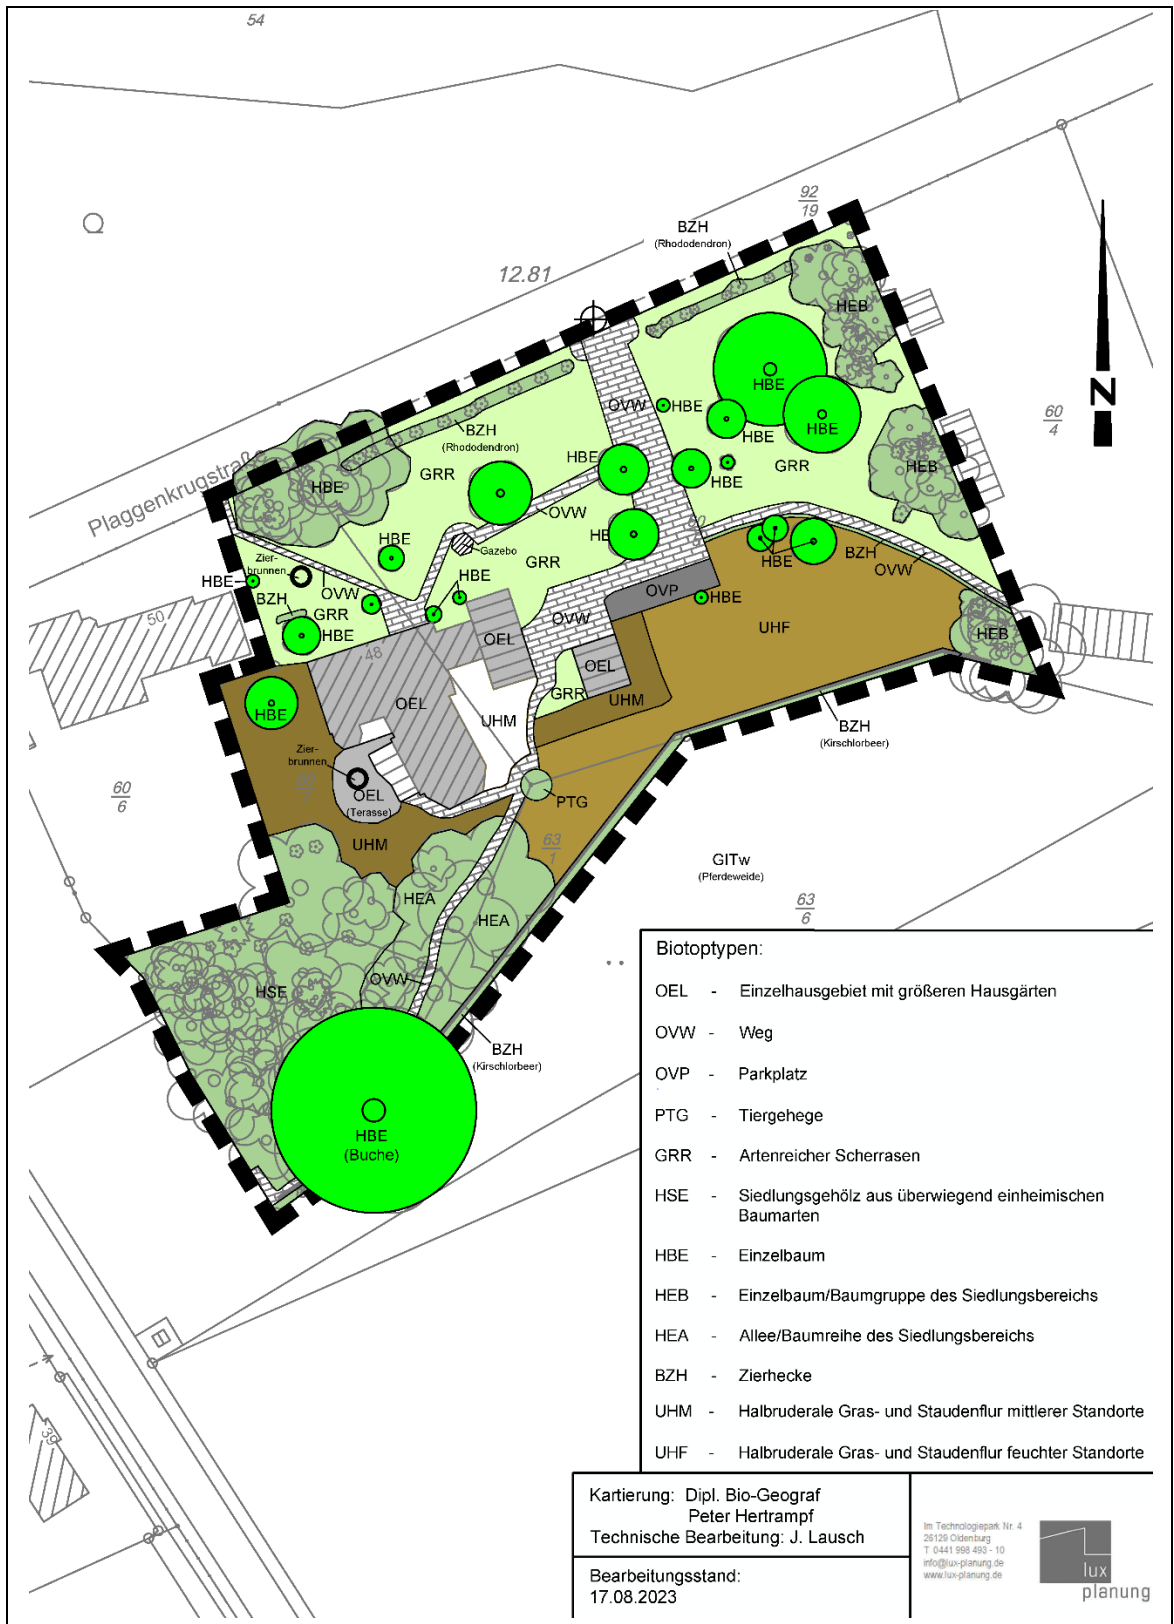 54
92
19
BZH
(Rhododendron)
12.81
HEB
N
60
4
HBE
HBE
OVW
HBE
HBE
BZH
(Rhododendron)
GRR
HBE
HBE
GRR
HEB
HBE
Plaggenkrugstraße
OVW
HBE
Gazebo
GRR
HBE
BZH
OVW
Zier-
brunnen
HBE
HBE
OVW
HBE
BZH
GRR
HBE
OVP
HBE
50
48
OEL
OVW
UHF
HEB
OEL
OEL
GRR
UHM
UHM
HBE
BZH
(Kirschlorbeer)
Zier-
brunnen
OEL
(Terasse)
60
6
PTG
UHM
63
1
GITw
(Pferdeweide)
63
6
HEA
HEA
HSE
OVW
BZH
(Kirschlorbeer)
HBE
(Buche)
39
Biotoptypen:
OEL - Einzelhausgebiet mit größeren Hausgärten
OVW - Weg
OVP - Parkplatz
PTG - Tiergehege
GRR - Artenreicher Scherrasen
HSE - Siedlungsgehölz aus überwiegend einheimischen
Baumarten
HBE - Einzelbaum
HEB - Einzelbaum/Baumgruppe des Siedlungsbereichs
HEA - Allee/Baumreihe des Siedlungsbereichs
BZH - Zierhecke
UHM - Halbruderale Gras- und Staudenflur mittlerer Standorte
UHF - Halbruderale Gras- und Staudenflur feuchter Standorte
Kartierung: Dipl. Bio-Geograf
Peter Hertrampf
Technische Bearbeitung: J. Lausch
Bearbeitungsstand:
17.08.2023
Im Technologiepark Nr. 4
26129 Oldenburg
T 0441 998 493 - 10
info@lux-planung.de
www.lux-planung.de
lux
planung